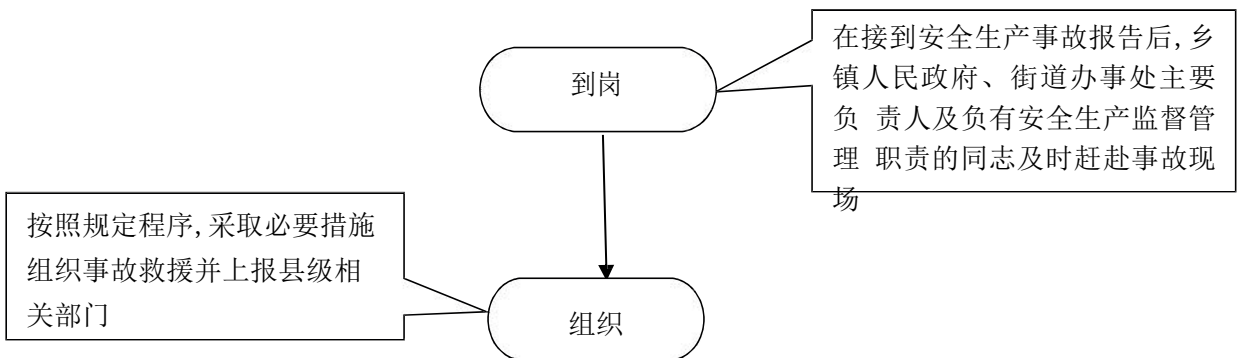 到岗
在接到安全生产事故报告后,乡
镇人民政府、街道办事处主要
负 责人及负有安全生产监督管
理 职责的同志及时赶赴事故现
场
按照规定程序,采取必要措施
组织事故救援并上报县级相
关部门
组织